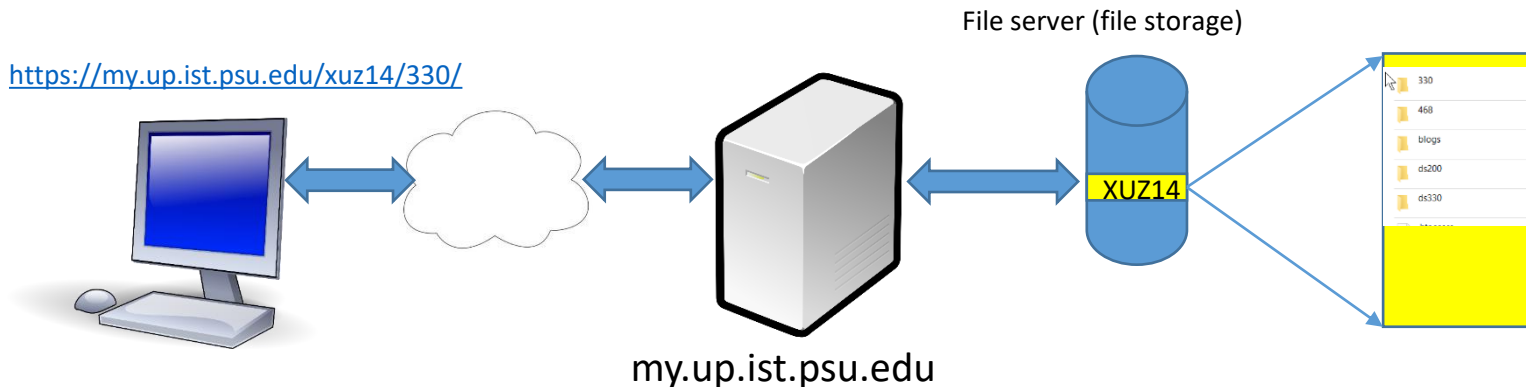 File server (file storage)
https://my.up.ist.psu.edu/xuz14/330/
330
468
blogs
XUZ14
ds200
ds330
my.up.ist.psu.edu